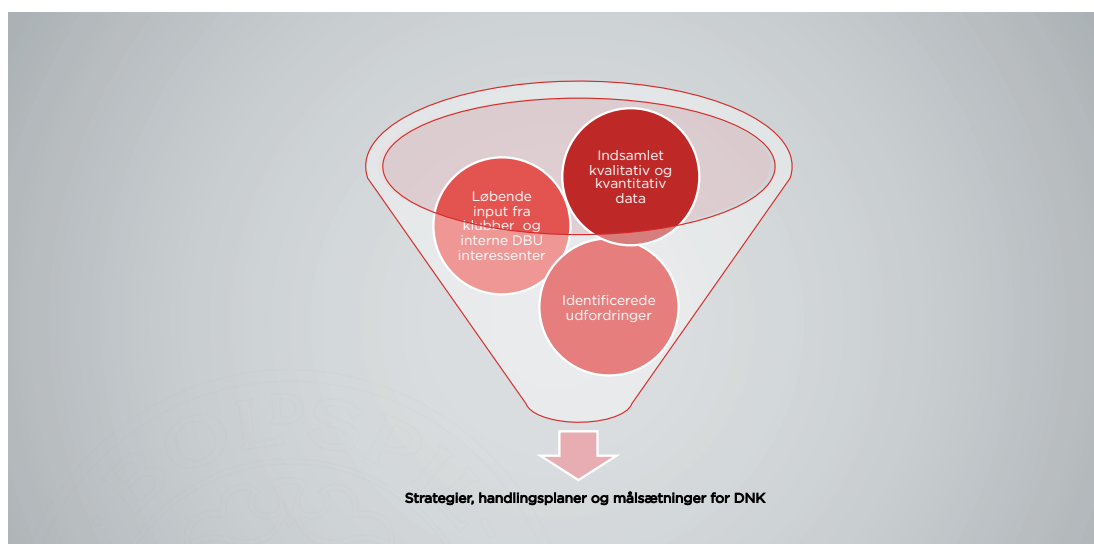 Indsamlet
kvalitativ og
kvantitativ
data
Løbende
input fra
klubber og
interne DBU
interessenter
Identificerede
udfordringer
Strategier, handlingsplaner og målsætninger for DNK